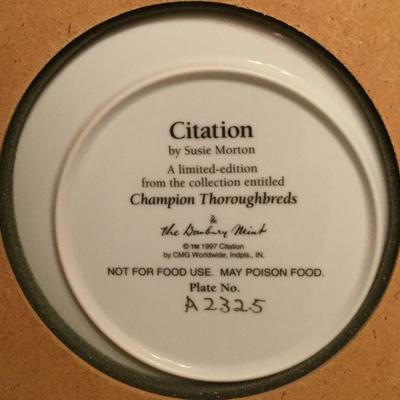 Citation
by Susie Morton
A limited-edition
from the collection entitled
Champion Thoroughbreds
The Danbury Mint
© TM 1997 Citation
by CMG Worldwide, Indpls., IN.
NOT FOR FOOD USE. MAY POISON FOOD.
Plate No.
A2325